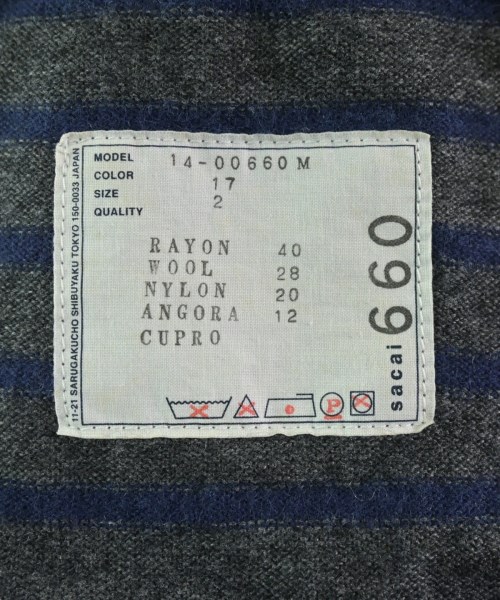 MODEL 14-00660 M
COLOR 17
SIZE 2
QUALITY
RAYON 40
WOOL 28
NYLON 20
ANGORA 12
CUPRO
P
sacai 660
11-21 SARUGAKUCHO SHIBUYAKU TOKYO 150-0033 JAPAN